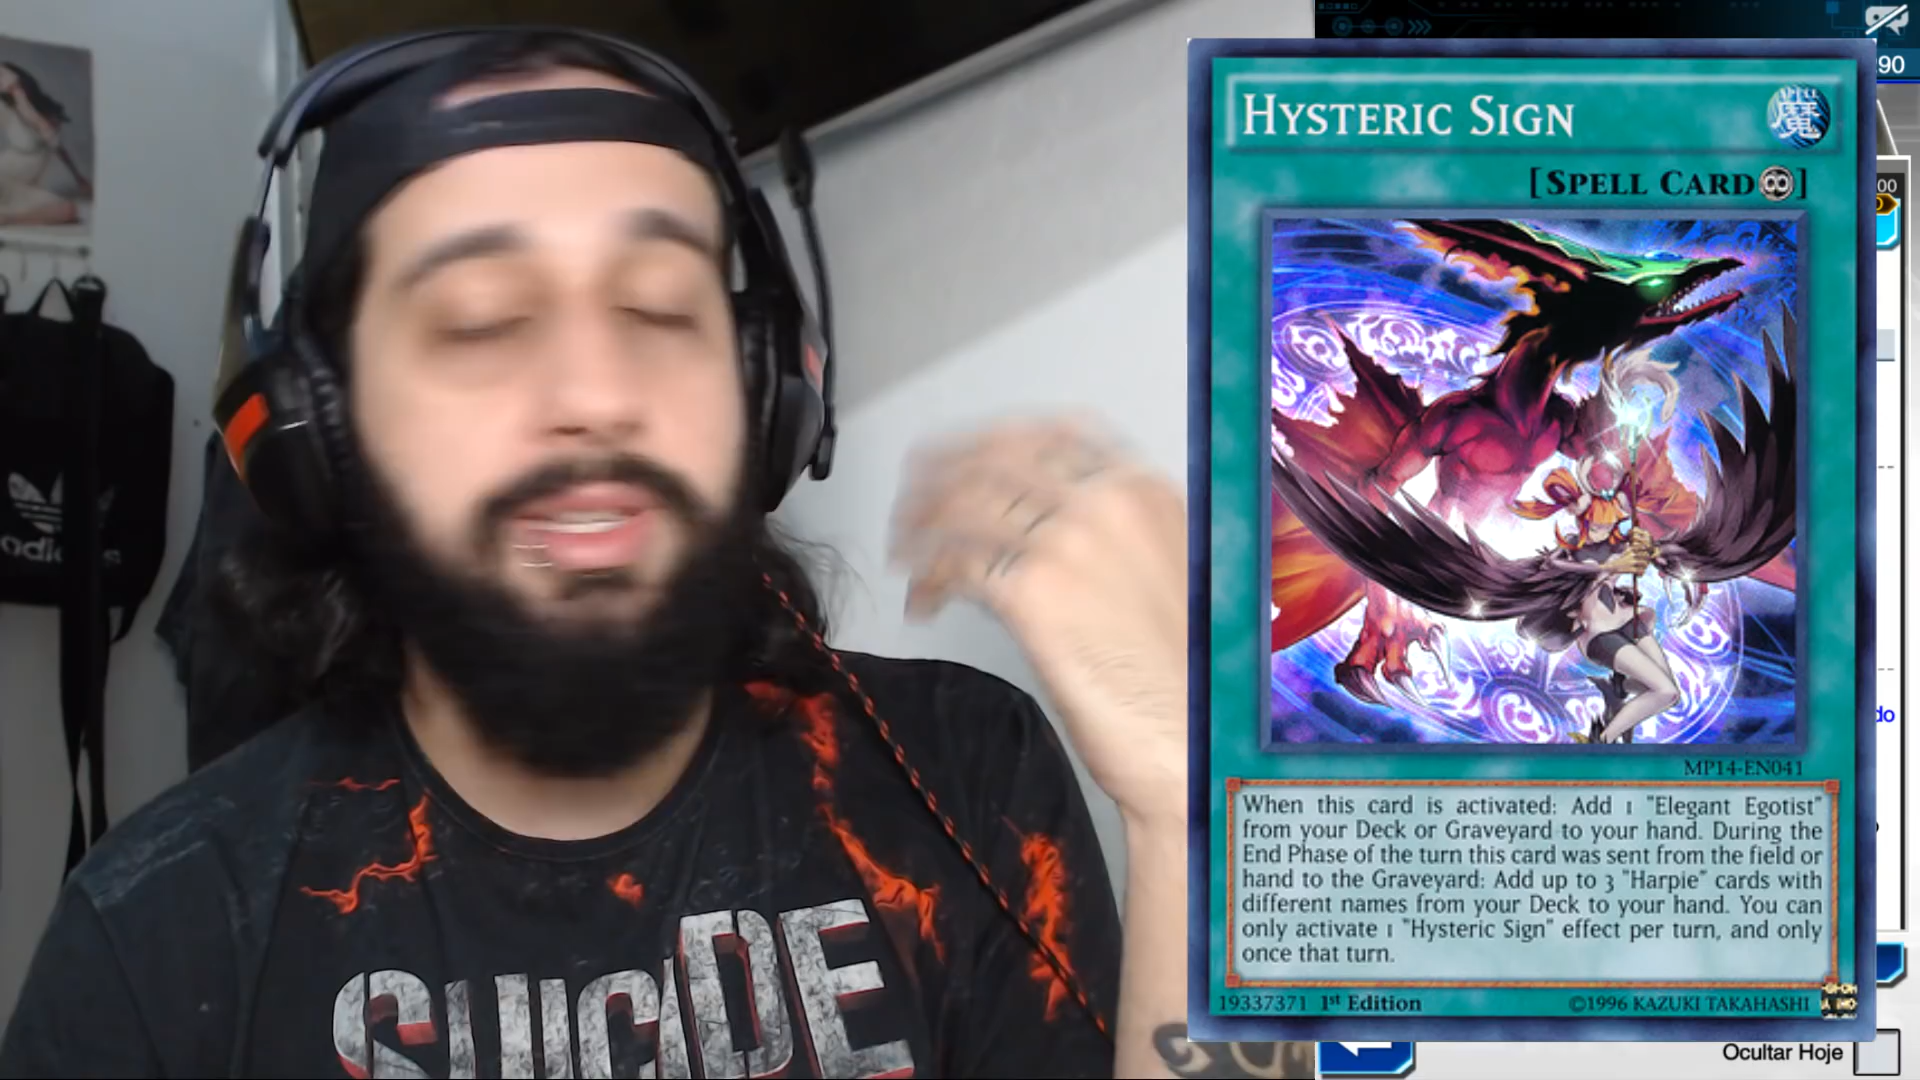 90
HYSTERIC SIGN
SPELL
魔
[SPELL CARD]
00
do
MP14-EN041
When this card is activated: Add 1 "Elegant Egotist"
from your Deck or Graveyard to your hand. During the
End Phase of the turn this card was sent from the field or
hand to the Graveyard: Add up to 3 "Harpie" cards with
different names from your Deck to your hand. You can
only activate 1 "Hysteric Sign" effect per turn, and only
once that turn.
19337371 1st Edition
©1996 KAZUKI TAKAHASHI
Ocultar Hoje
adidas
SUICIDE